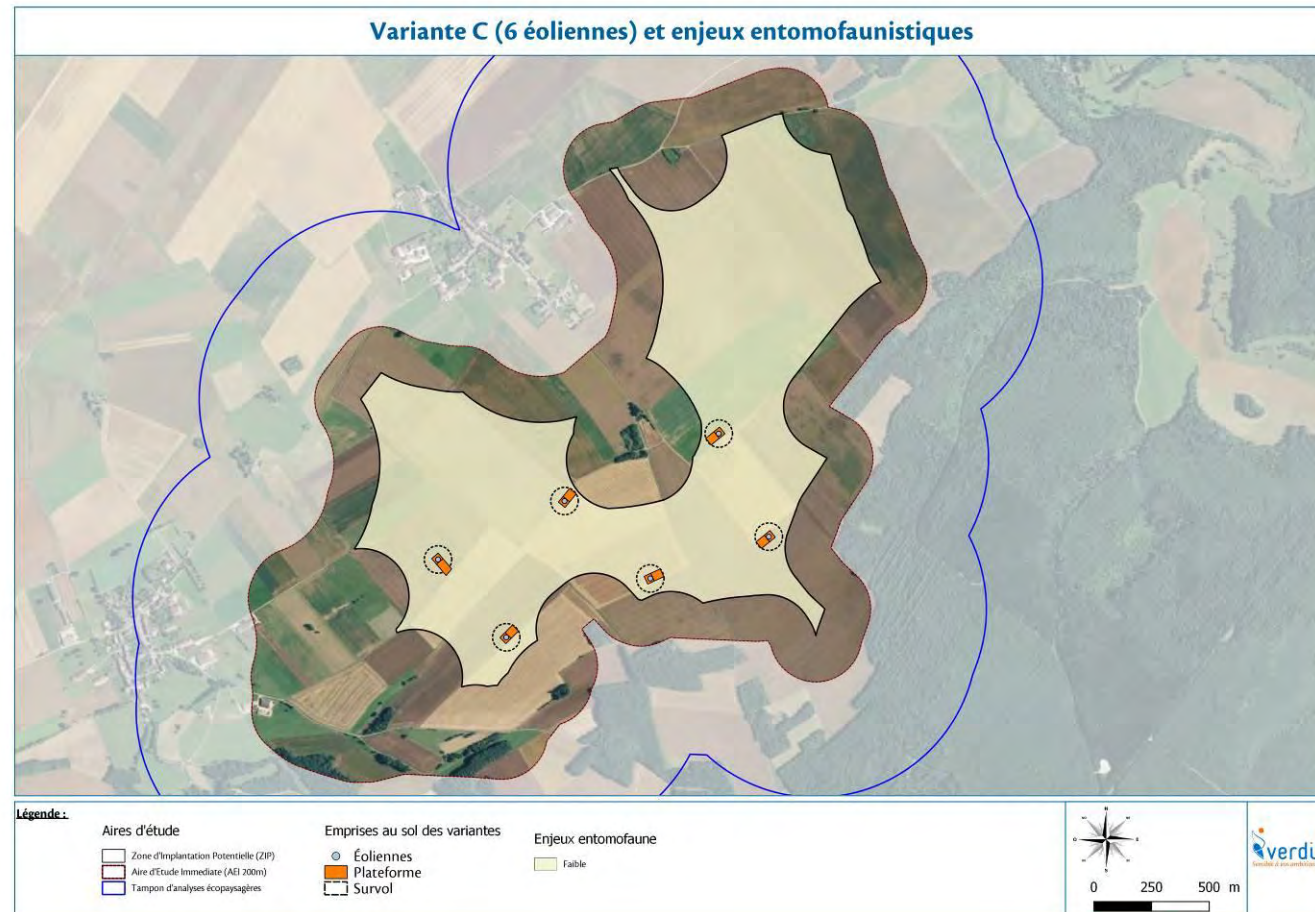 Variante C (6 éoliennes) et enjeux entomofaunistiques
Légende :
Aires d'étude
Zone d'Implantation Potentielle (ZIP)
Aire d'Etude Immediate (AEI 200m)
Tampon d'analyses écopaysagères
Emprises au sol des variantes
Éoliennes
Plateforme
Survol
Enjeux entomofaune
Faible
0 250 500 m
verdi